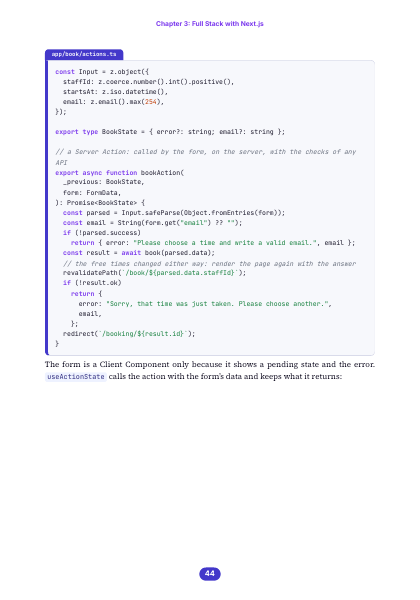 Chapter 3: Full Stack with Next.js
app/book/actions.ts
const Input = z.object({
  staffId: z.coerce.number().int().positive(),
  startsAt: z.iso.datetime(),
  email: z.email().max(254),
});

export type BookState = { error?: string; email?: string };

// a Server Action: called by the form, on the server, with the checks of any
API
export async function bookAction(
  _previous: BookState,
  form: FormData,
): Promise<BookState> {
  const parsed = Input.safeParse(Object.fromEntries(form));
  const email = String(form.get("email") ?? "");
  if (!parsed.success)
    return { error: "Please choose a time and write a valid email.", email };
  const result = await book(parsed.data);
  // the free times changed either way: render the page again with the answer
  revalidatePath(`/book/${parsed.data.staffId}`);
  if (!result.ok)
    return {
      error: "Sorry, that time was just taken. Please choose another.",
      email,
    };
  redirect(`/booking/${result.id}`);
}
The form is a Client Component only because it shows a pending state and the error.
useActionState calls the action with the form's data and keeps what it returns:
44